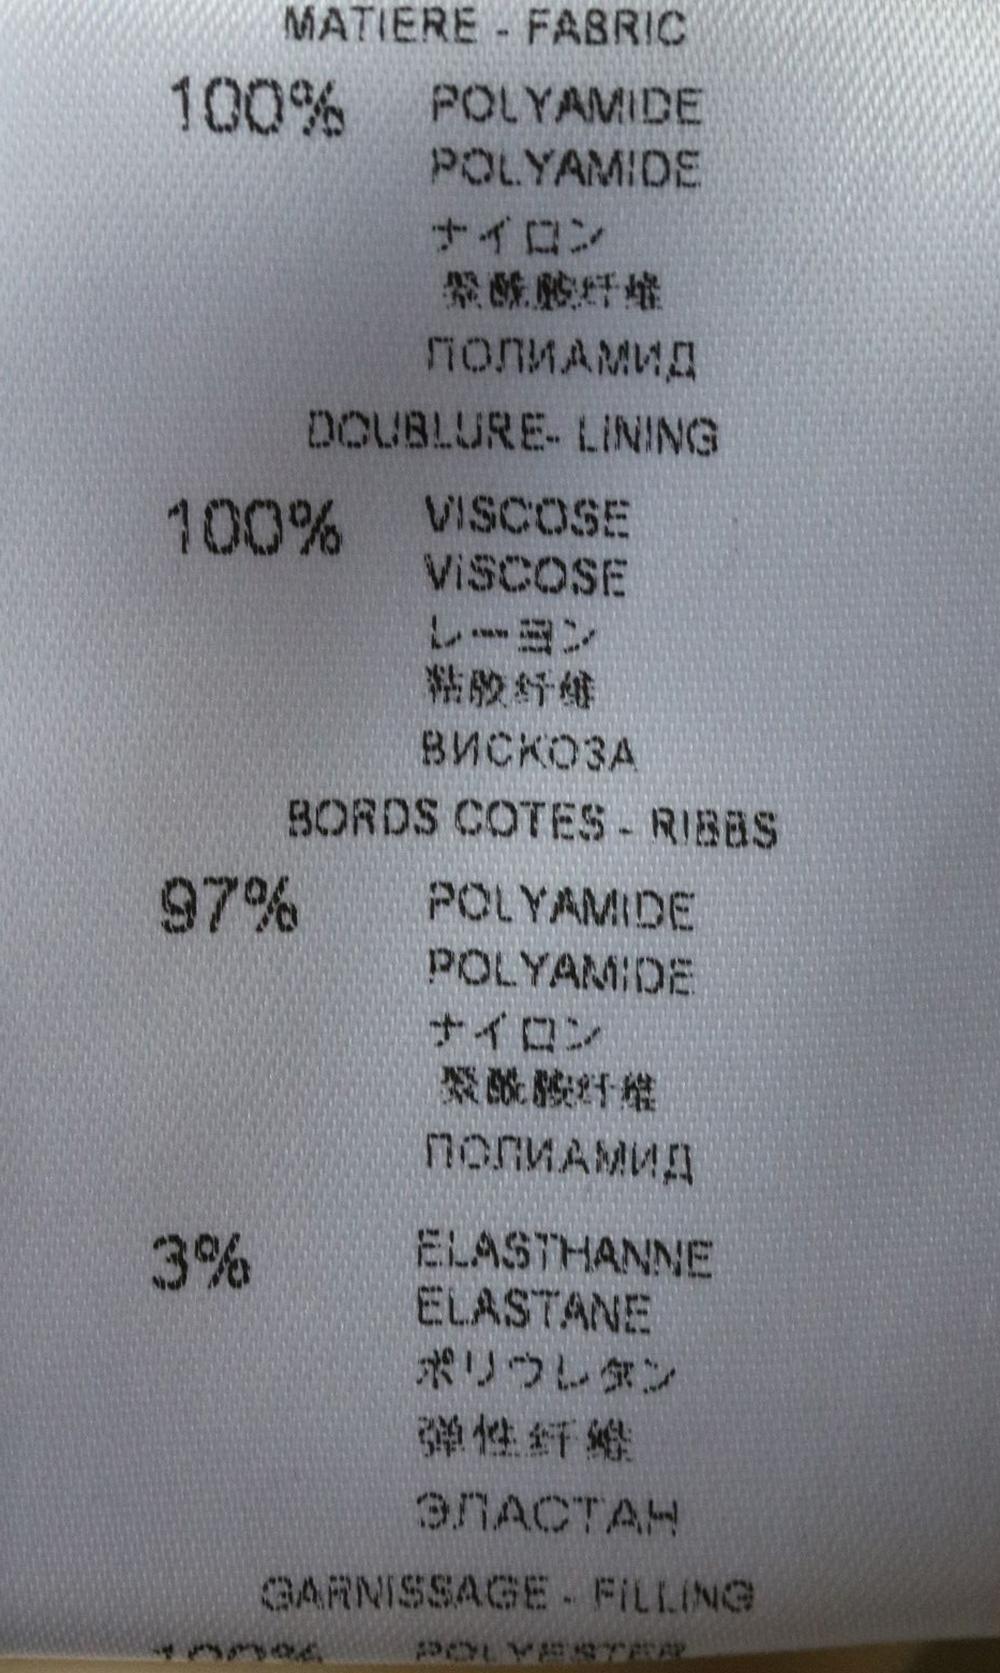 MATIERE - FABRIC
100% POLYAMIDE
POLYAMIDE
ナイロン
聚酰胺纤维
ПОЛИАМИД
DOUBLURE- LINING
100% VISCOSE
VISCOSE
レーヨン
粘胶纤维
ВИСКОЗА
BORDS COTES - RIBBS
97% POLYAMIDE
POLYAMIDE
ナイロン
聚酰胺纤维
ПОЛИАМИД
3% ELASTHANNE
ELASTANE
ポリウレタン
弹性纤维
ЭЛАСТАН
GARNISSAGE - FILLING
100% POLYESTER